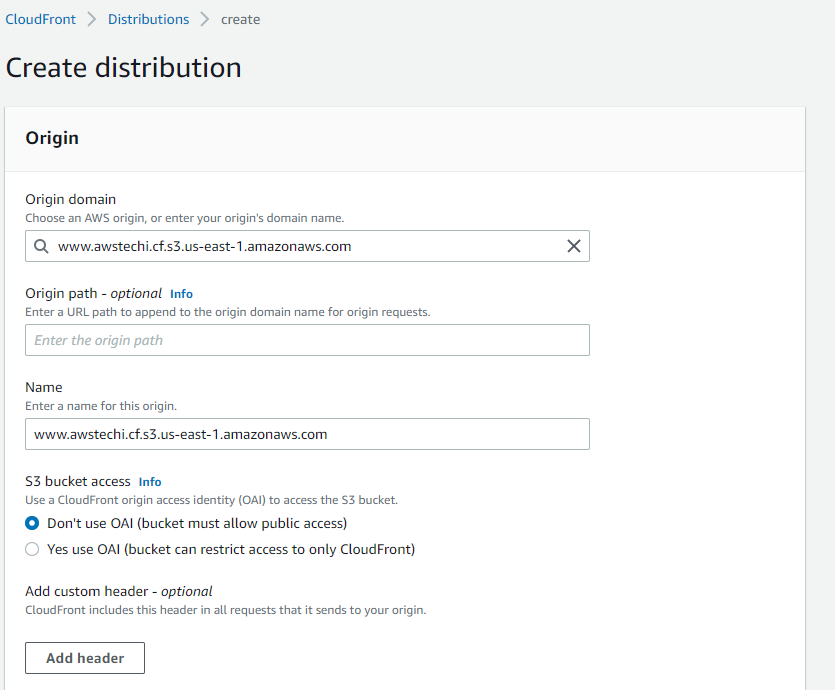 CloudFront > Distributions > create
Create distribution
Origin
Origin domain
Choose an AWS origin, or enter your origin's domain name.
www.awstechi.cf.s3.us-east-1.amazonaws.com
Origin path - optional Info
Enter a URL path to append to the origin domain name for origin requests.
Enter the origin path
Name
Enter a name for this origin.
www.awstechi.cf.s3.us-east-1.amazonaws.com
S3 bucket access Info
Use a CloudFront origin access identity (OAI) to access the S3 bucket.
Don't use OAI (bucket must allow public access)
Yes use OAI (bucket can restrict access to only CloudFront)
Add custom header - optional
CloudFront includes this header in all requests that it sends to your origin.
Add header